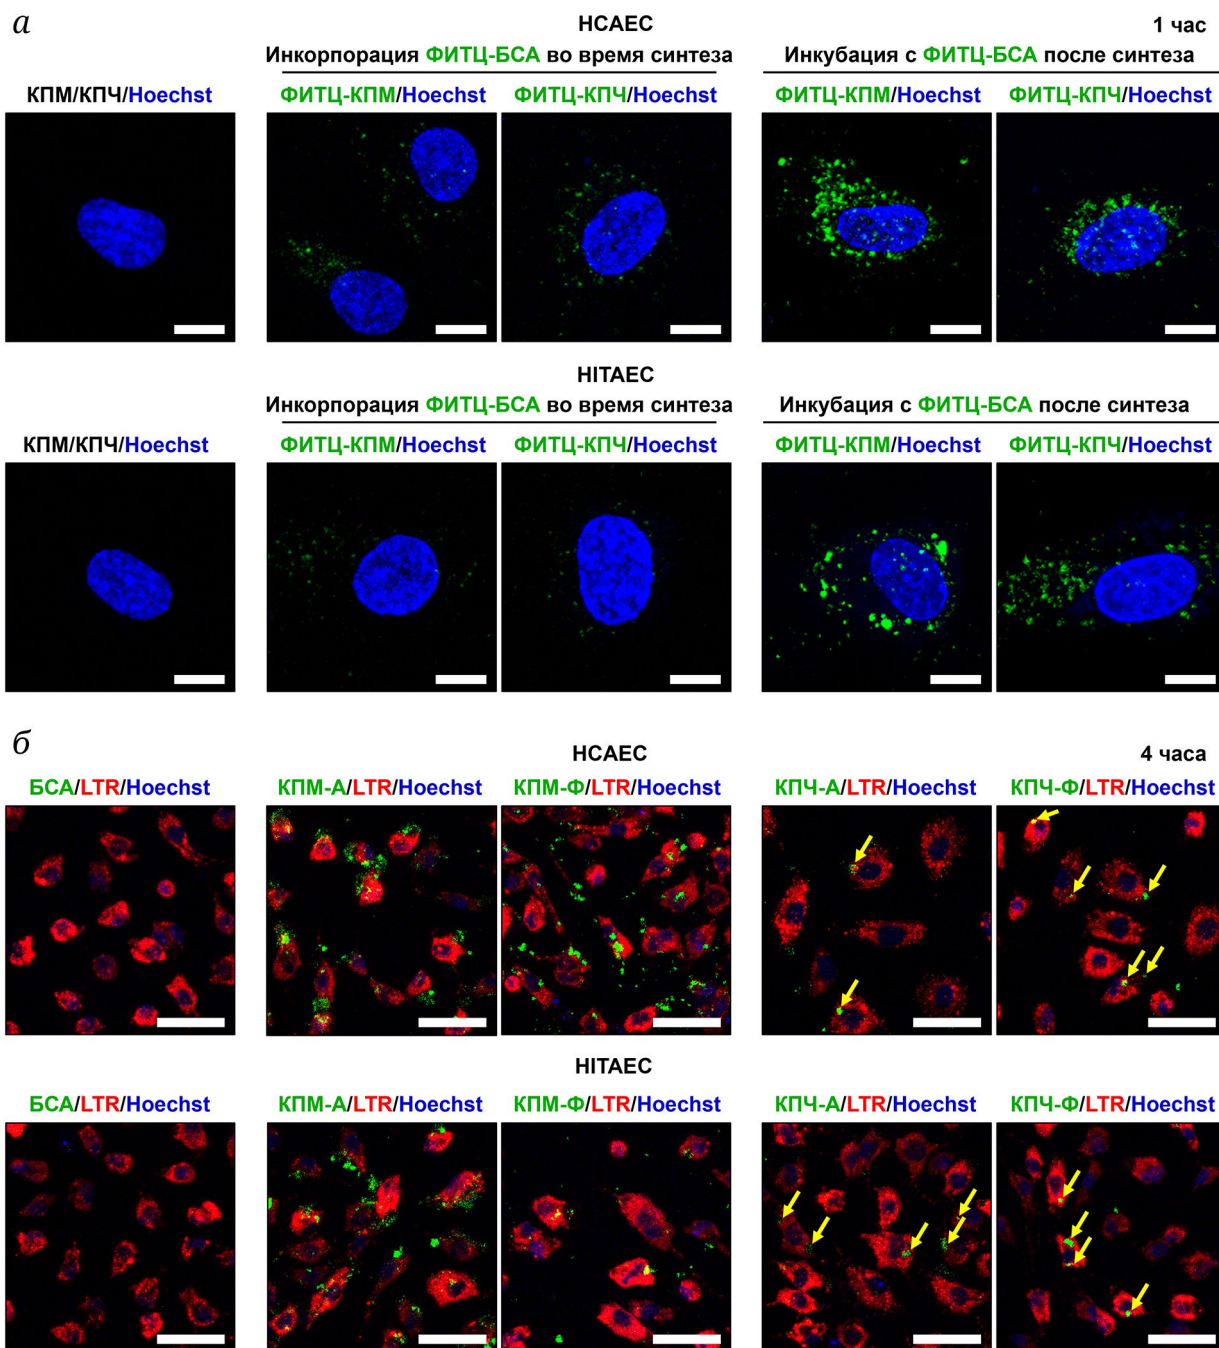 а
HCAEC
1 час
Инкорпорация ФИТЦ-БСА во время синтеза
Инкубация с ФИТЦ-БСА после синтеза
КПМ/КПЧ/Hoechst
ФИТЦ-КПМ/Hoechst
ФИТЦ-КПЧ/Hoechst
ФИТЦ-КПМ/Hoechst
ФИТЦ-КПЧ/Hoechst
HITAEC
Инкорпорация ФИТЦ-БСА во время синтеза
Инкубация с ФИТЦ-БСА после синтеза
КПМ/КПЧ/Hoechst
ФИТЦ-КПМ/Hoechst
ФИТЦ-КПЧ/Hoechst
ФИТЦ-КПМ/Hoechst
ФИТЦ-КПЧ/Hoechst
б
HCAEC
4 часа
БСА/LTR/Hoechst
КПМ-А/LTR/Hoechst
КПМ-Ф/LTR/Hoechst
КПЧ-А/LTR/Hoechst
КПЧ-Ф/LTR/Hoechst
HITAEC
БСА/LTR/Hoechst
КПМ-А/LTR/Hoechst
КПМ-Ф/LTR/Hoechst
КПЧ-А/LTR/Hoechst
КПЧ-Ф/LTR/Hoechst